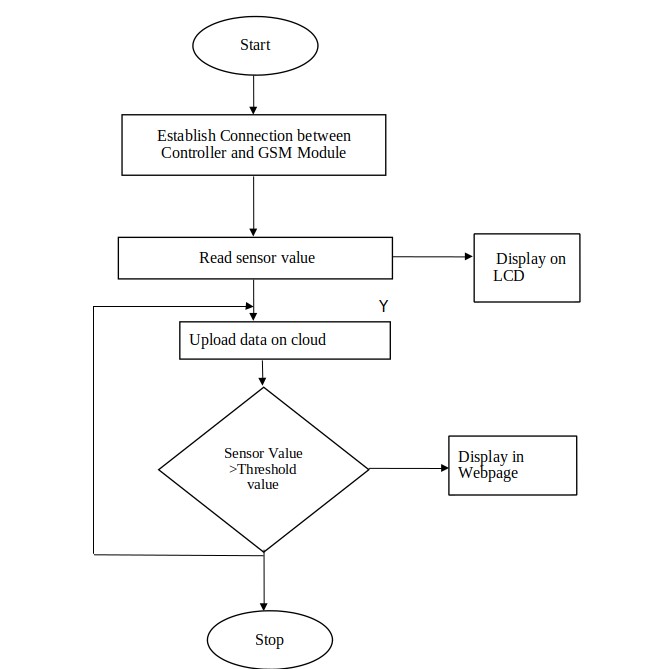 Start
Establish Connection between
Controller and GSM Module
Read sensor value
Display on
LCD
Y
Upload data on cloud
Sensor Value
>Threshold
value
Display in
Webpage
Stop